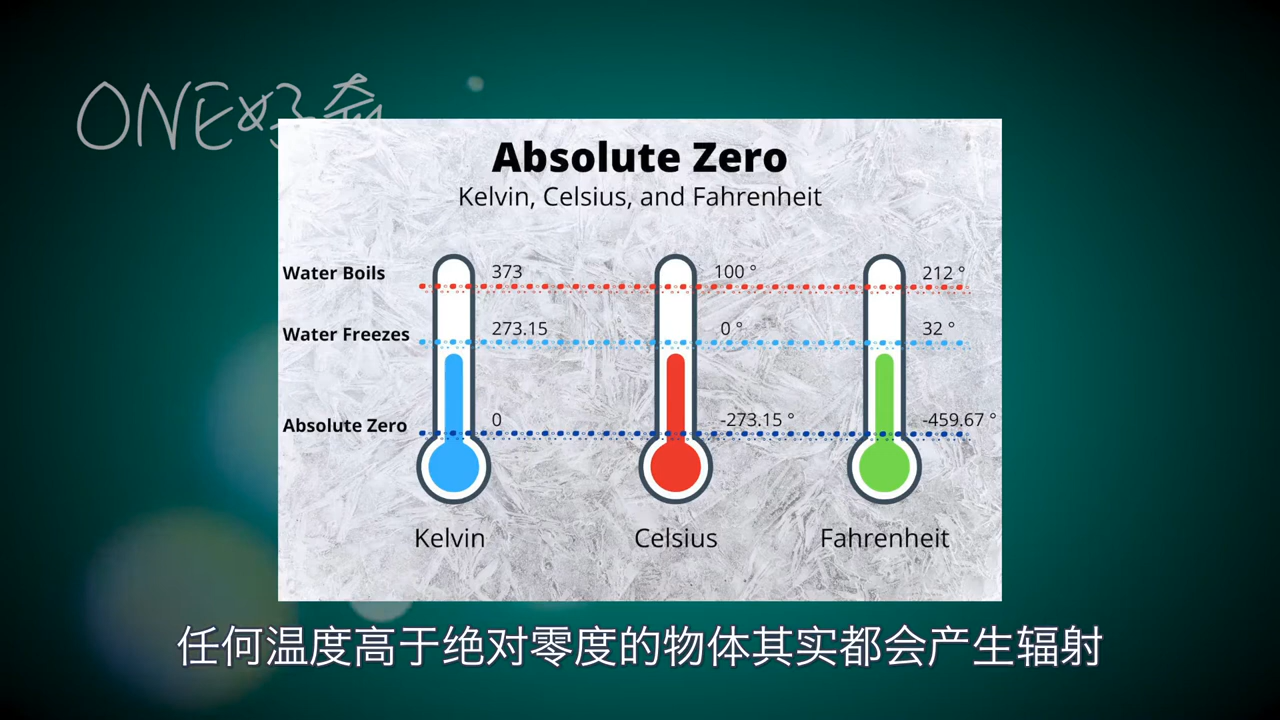 ONE好奇
Absolute Zero
Kelvin, Celsius, and Fahrenheit
Water Boils 373 100 ° 212 °
Water Freezes 273.15 0 ° 32 °
Absolute Zero 0 -273.15 ° -459.67 °
Kelvin Celsius Fahrenheit
任何温度高于绝对零度的物体其实都会产生辐射